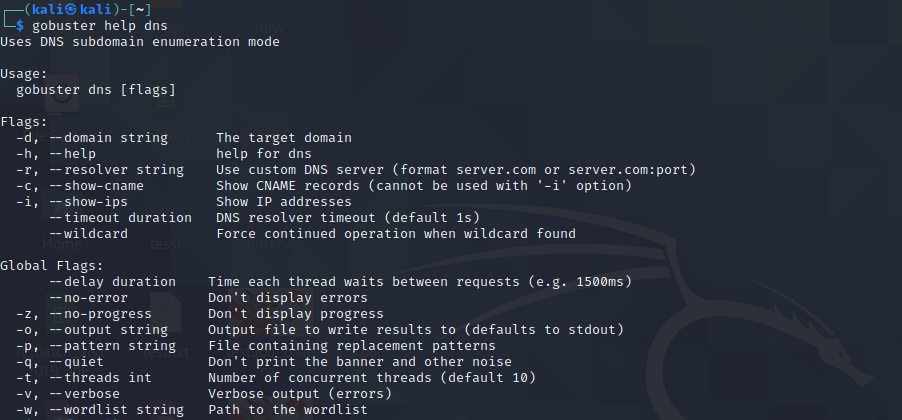 ┌──(kali㉿kali)-[~]
└─$ gobuster help dns
Uses DNS subdomain enumeration mode
Usage:
gobuster dns [flags]
Flags:
-d, --domain string The target domain
-h, --help help for dns
-r, --resolver string Use custom DNS server (format server.com or server.com:port)
-c, --show-cname Show CNAME records (cannot be used with '-i' option)
-i, --show-ips Show IP addresses
--timeout duration DNS resolver timeout (default 1s)
--wildcard Force continued operation when wildcard found
Global Flags:
--delay duration Time each thread waits between requests (e.g. 1500ms)
--no-error Don't display errors
-z, --no-progress Don't display progress
-o, --output string Output file to write results to (defaults to stdout)
-p, --pattern string File containing replacement patterns
-q, --quiet Don't print the banner and other noise
-t, --threads int Number of concurrent threads (default 10)
-v, --verbose Verbose output (errors)
-w, --wordlist string Path to the wordlist